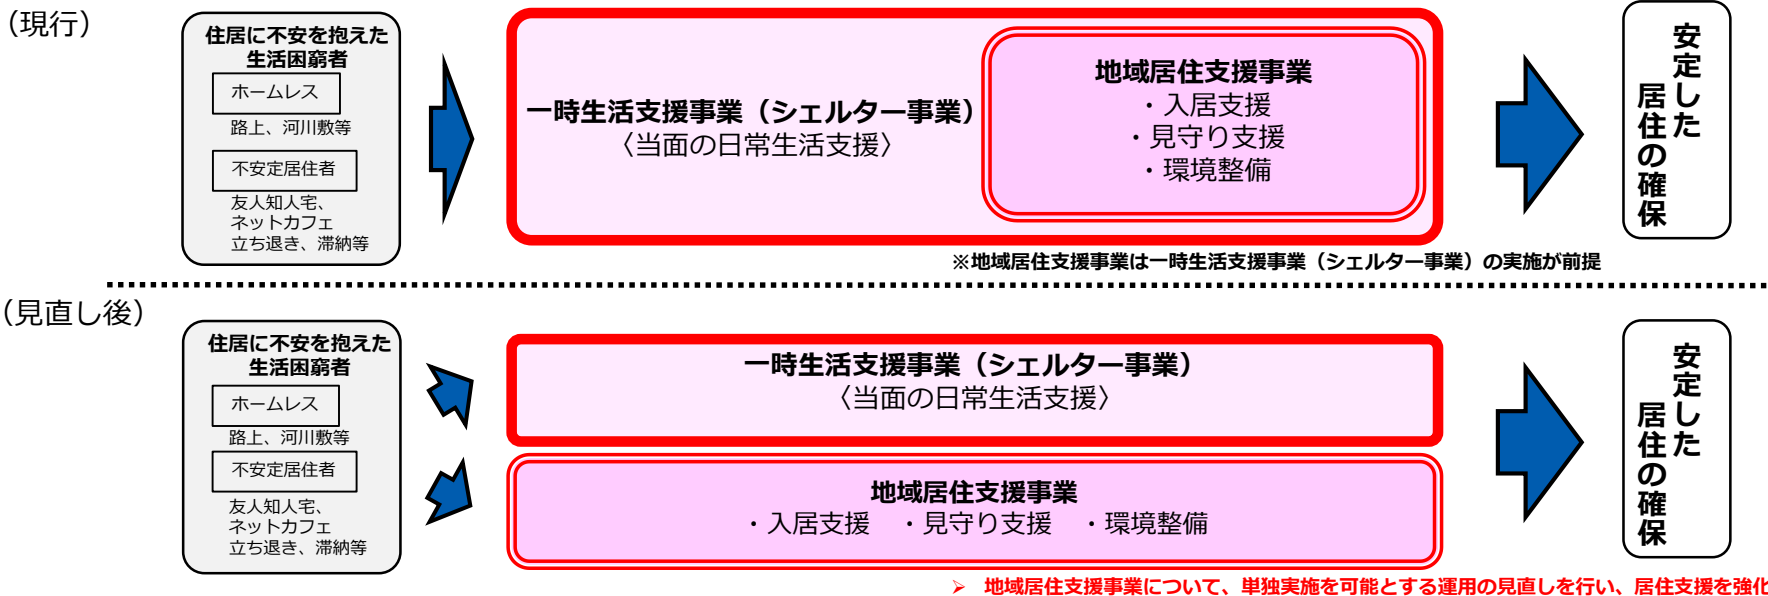 （現行）
住居に不安を抱えた
生活困窮者
ホームレス
路上、河川敷等
不安定居住者
友人知人宅、
ネットカフェ
立ち退き、滞納等
一時生活支援事業（シェルター事業）
〈当面の日常生活支援〉
地域居住支援事業
・入居支援
・見守り支援
・環境整備
安定した
居住の確保
※地域居住支援事業は一時生活支援事業（シェルター事業）の実施が前提
（見直し後）
住居に不安を抱えた
生活困窮者
ホームレス
路上、河川敷等
不安定居住者
友人知人宅、
ネットカフェ
立ち退き、滞納等
一時生活支援事業（シェルター事業）
〈当面の日常生活支援〉
地域居住支援事業
・入居支援　・見守り支援　・環境整備
安定した
居住の確保
➢ 地域居住支援事業について、単独実施を可能とする運用の見直しを行い、居住支援を強化